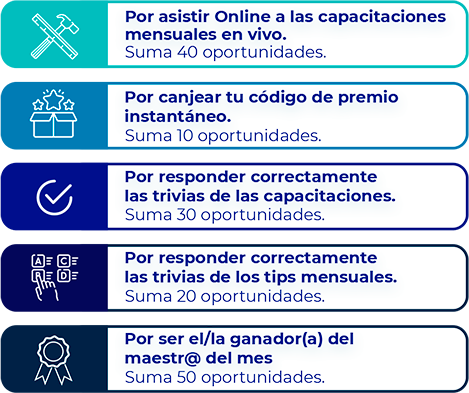 Por asistir Online a las capacitaciones
mensuales en vivo.
Suma 40 oportunidades.
Por canjear tu código de premio
instantáneo.
Suma 10 oportunidades.
Por responder correctamente
las trivias de las capacitaciones.
Suma 30 oportunidades.
A C
B D
Por responder correctamente
las trivias de los tips mensuales.
Suma 20 oportunidades.
Por ser el/la ganador(a) del
maestr@ del mes
Suma 50 oportunidades.